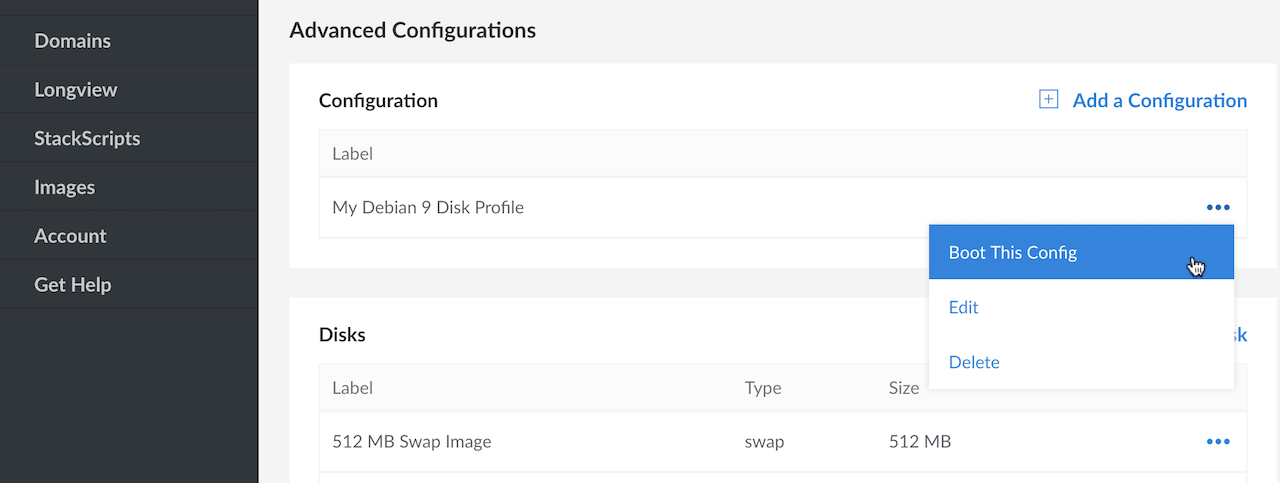 Domains
Longview
StackScripts
Images
Account
Get Help
Advanced Configurations
Configuration
Add a Configuration
Label
My Debian 9 Disk Profile
Boot This Config
Edit
Delete
Disks
Label Type Size
512 MB Swap Image swap 512 MB